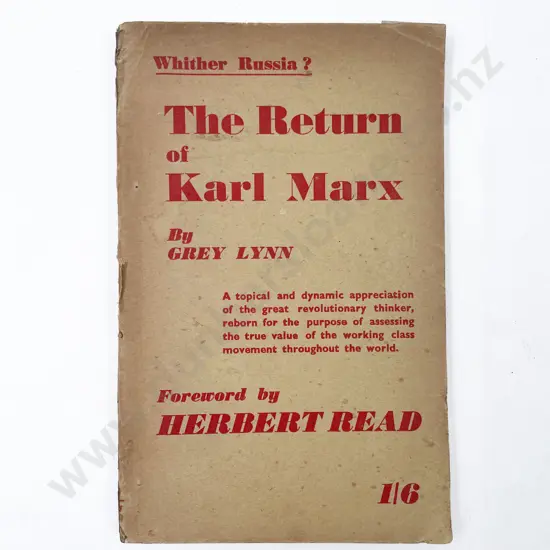 Whither Russia?
The Return
of
Karl Marx
By
GREY LYNN
A topical and dynamic appreciation
of the great revolutionary thinker,
reborn for the purpose of assessing
the true value of the working class
movement throughout the world.
Foreword by
HERBERT READ
1/6